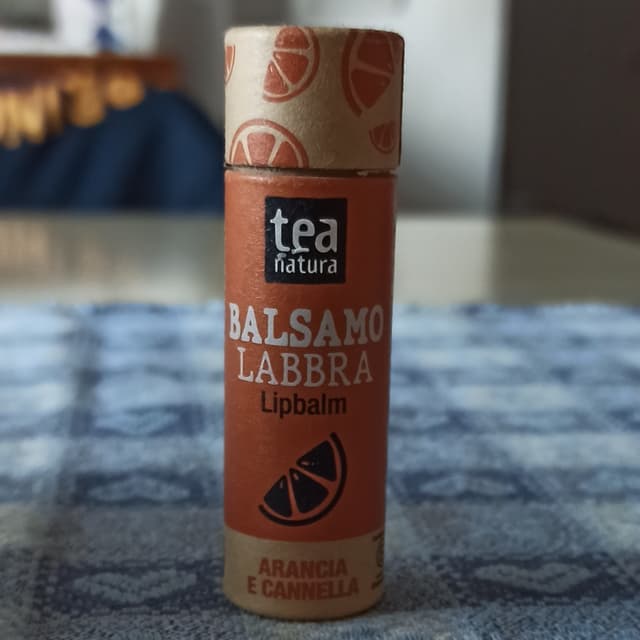 tea
natura
BALSAMO
LABBRA
Lipbalm
ARANCIA
E CANNELLA